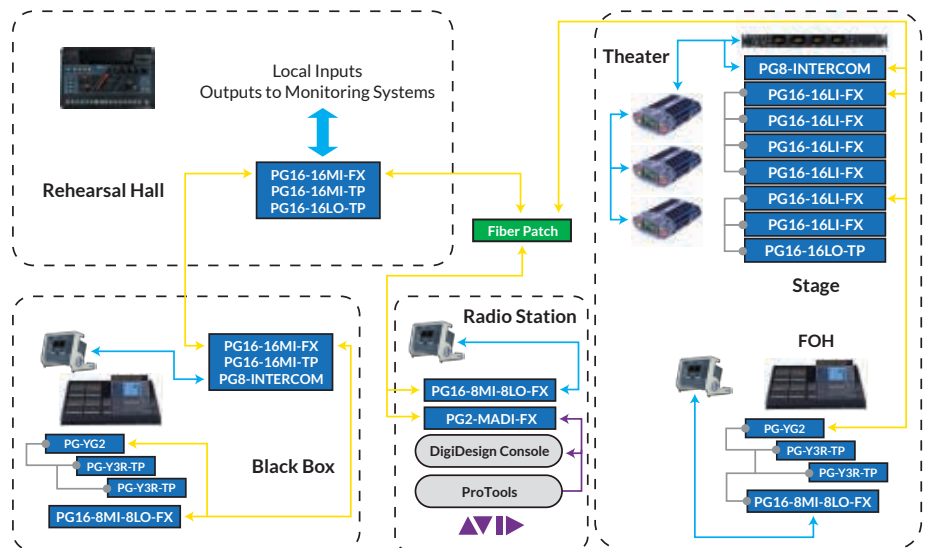 Local Inputs
Outputs to Monitoring Systems
Rehearsal Hall
PG16-16MI-FX
PG16-16MI-TP
PG16-16LO-TP
Fiber Patch
Theater
PG8-INTERCOM
PG16-16LI-FX
PG16-16LI-FX
PG16-16LI-FX
PG16-16LI-FX
PG16-16LI-FX
PG16-16LI-FX
PG16-16LO-TP
Stage
FOH
PG-YG2
PG-Y3R-TP
PG-Y3R-TP
PG16-8MI-8LO-FX
PG16-16MI-FX
PG16-16MI-TP
PG8-INTERCOM
PG-YG2
PG-Y3R-TP
PG-Y3R-TP
Black Box
PG16-8MI-8LO-FX
Radio Station
PG16-8MI-8LO-FX
PG2-MADI-FX
DigiDesign Console
ProTools
AVID